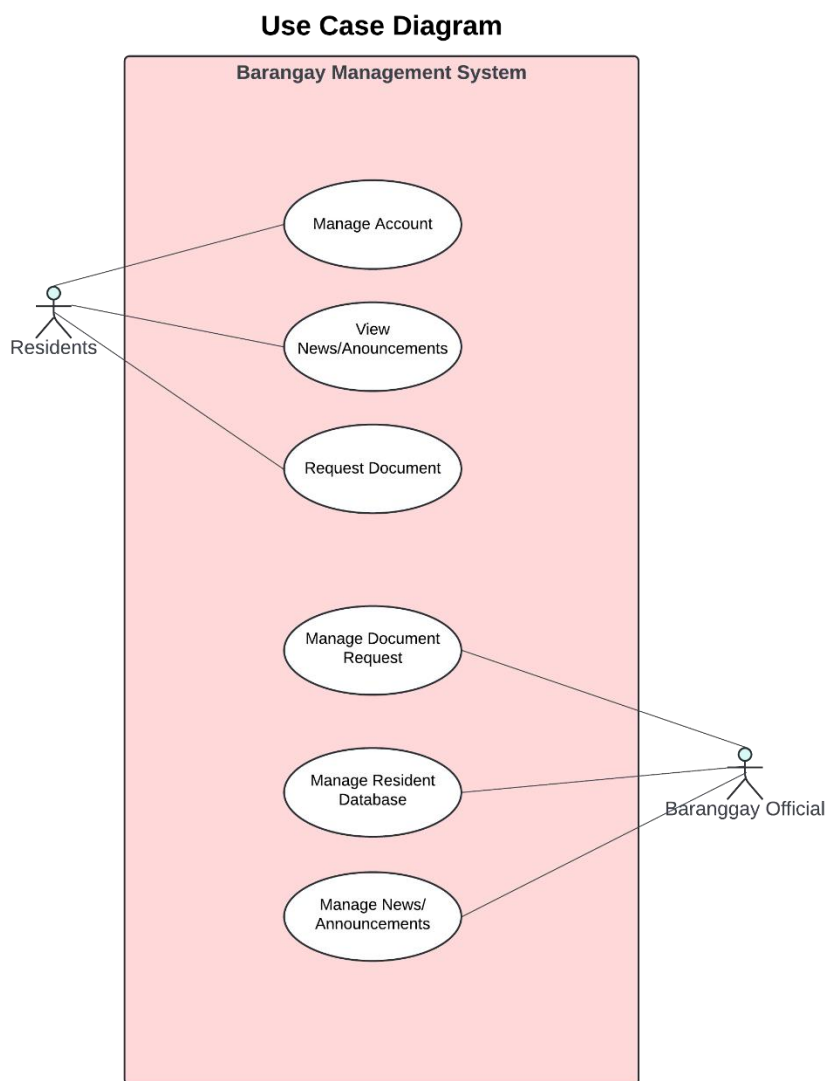 Use Case Diagram
Barangay Management System
Manage Account
View
News/Anouncements
Residents
Request Document
Manage Document
Request
Manage Resident
Database
Baranggay Official
Manage News/
Announcements